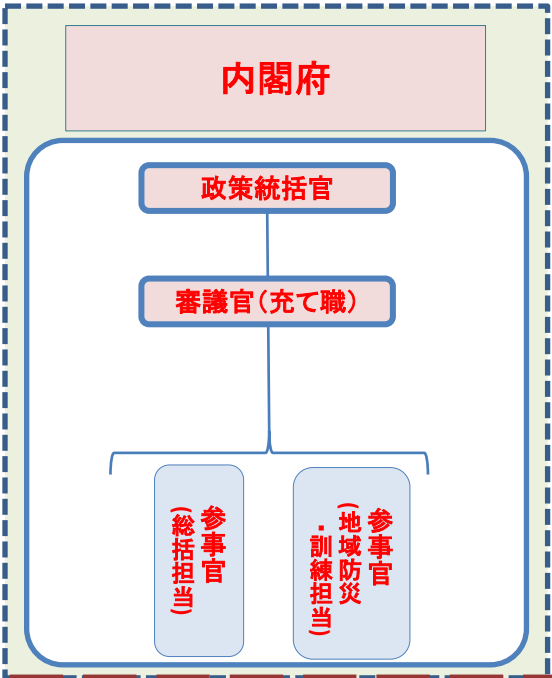 内閣府
政策統括官
審議官（充て職）
参事官
（総括担当）
参事官
（地域防災
・訓練担当）